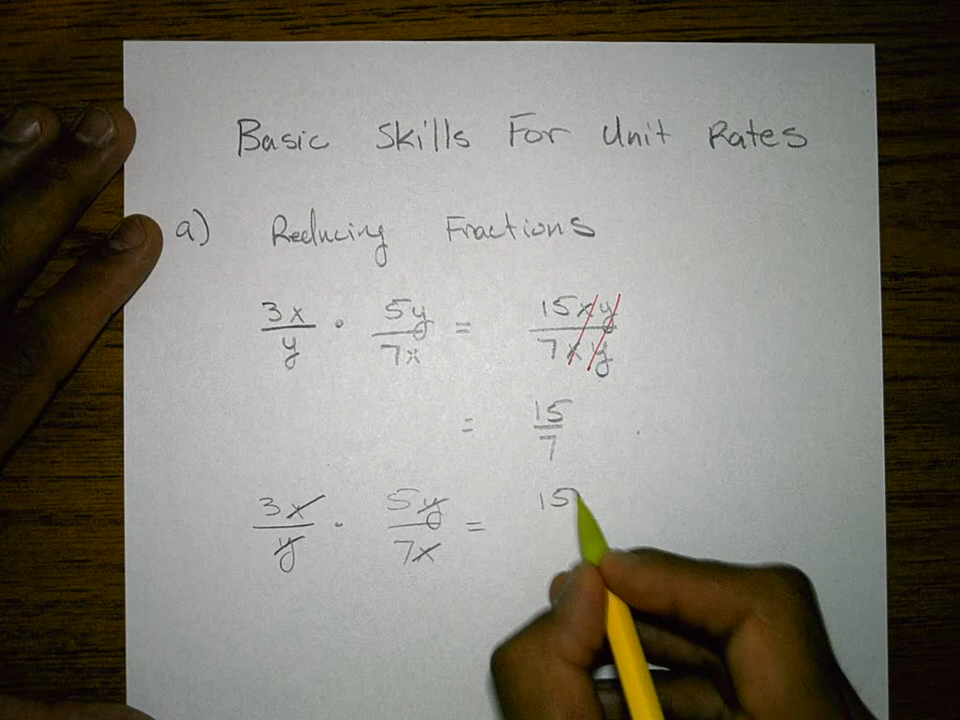 Basic Skills For Unit Rates
a) Reducing Fractions
3x/y · 5y/7x = 15xy/7xy
= 15/7
3x/y · 5y/7x = 15